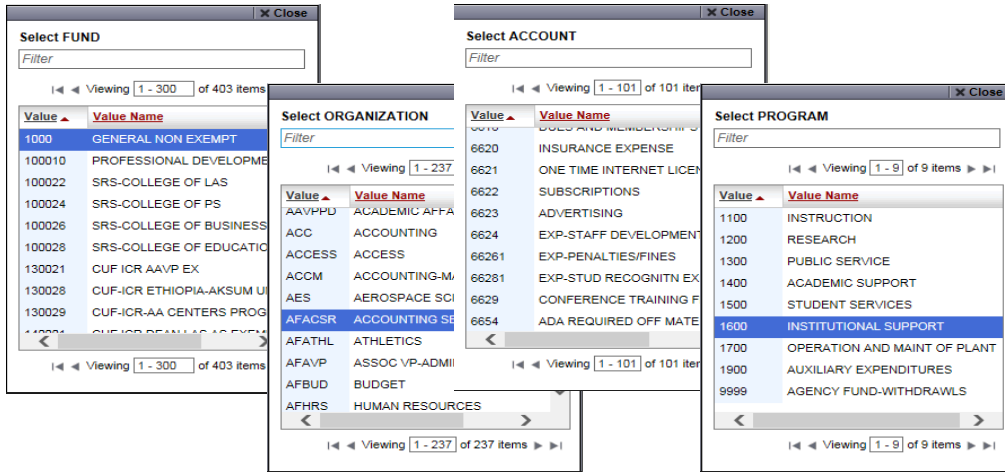 × Close
Select FUND
Filter
Viewing 1 - 300 of 403 items
Value Value Name
1000 GENERAL NON EXEMPT
100010 PROFESSIONAL DEVELOPME
100022 SRS-COLLEGE OF LAS
100024 SRS-COLLEGE OF PS
100026 SRS-COLLEGE OF BUSINESS
100028 SRS-COLLEGE OF EDUCATIO
130021 CUF ICR AAVP EX
130028 CUF-ICR ETHIOPIA-AKSUM U
130029 CUF-ICR-AA CENTERS PROG
Viewing 1 - 300 of 403 items
Select ORGANIZATION
Filter
Viewing 1 - 237
Value Value Name
AAVPPD ACADEMIC AFFA
ACC ACCOUNTING
ACCESS ACCESS
ACCM ACCOUNTING-MA
AES AEROSPACE SCI
AFACSR ACCOUNTING SE
AFATHL ATHLETICS
AFAVP ASSOC VP-ADMI
AFBUD BUDGET
AFHRS HUMAN RESOURCES
Viewing 1 - 237 of 237 items
× Close
Select ACCOUNT
Filter
Viewing 1 - 101 of 101 iter
Value Value Name
DUES AND MEMBERSHIPS
6620 INSURANCE EXPENSE
6621 ONE TIME INTERNET LICEN
6622 SUBSCRIPTIONS
6623 ADVERTISING
6624 EXP-STAFF DEVELOPMENT
66261 EXP-PENALTIES/FINES
66281 EXP-STUD RECOGNITN EX
6629 CONFERENCE TRAINING F
6654 ADA REQUIRED OFF MATE
Viewing 1 - 101 of 101 iter
× Close
Select PROGRAM
Filter
Viewing 1 - 9 of 9 items
Value Value Name
1100 INSTRUCTION
1200 RESEARCH
1300 PUBLIC SERVICE
1400 ACADEMIC SUPPORT
1500 STUDENT SERVICES
1600 INSTITUTIONAL SUPPORT
1700 OPERATION AND MAINT OF PLANT
1900 AUXILIARY EXPENDITURES
9999 AGENCY FUND-WITHDRAWLS
Viewing 1 - 9 of 9 items